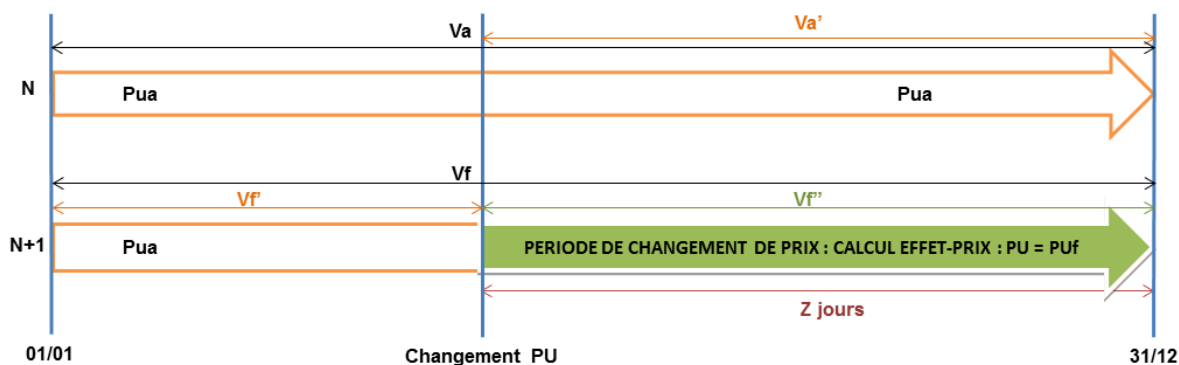 Va
Va’
N
Pua
Pua
Vf
Vf’
Vf’’
N+1
Pua
PERIODE DE CHANGEMENT DE PRIX : CALCUL EFFET-PRIX : PU = PUf
Z jours
01/01
Changement PU
31/12